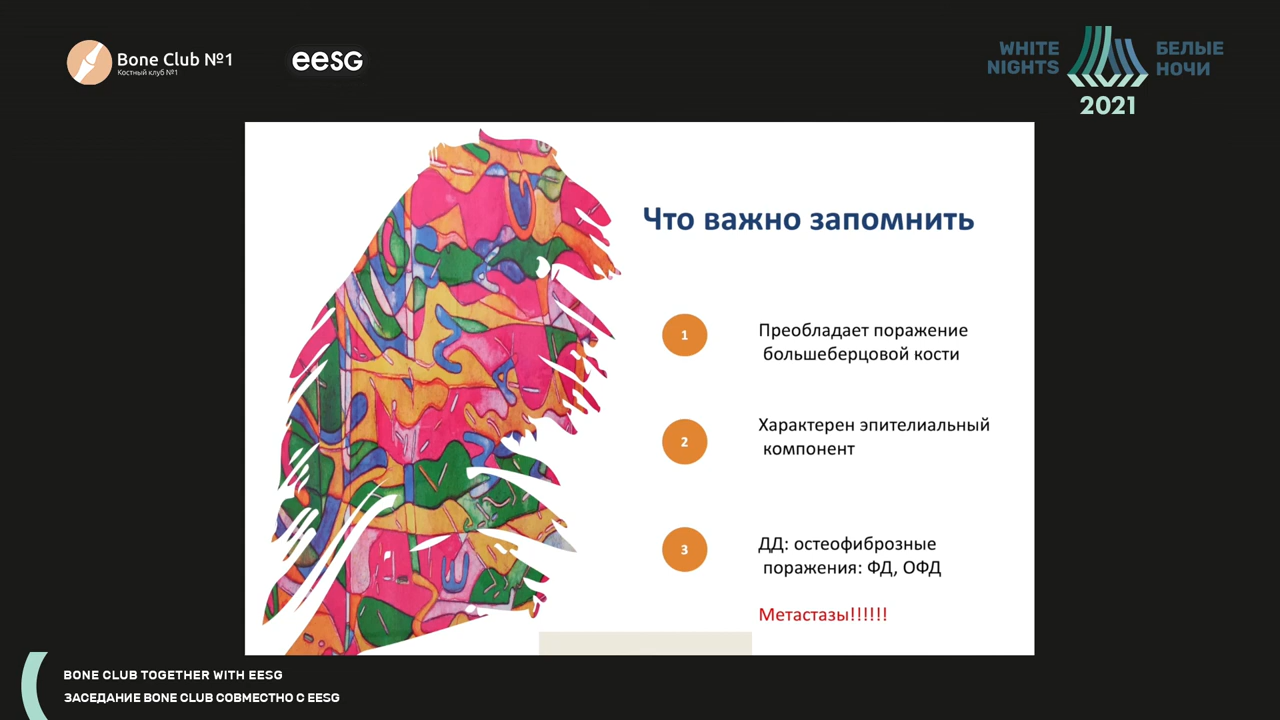 Bone Club №1
Костный клуб №1
eesg
WHITE
NIGHTS
БЕЛЫЕ
НОЧИ
2021
Что важно запомнить
1
Преобладает поражение
большеберцовой кости
2
Характерен эпителиальный
компонент
3
ДД: остеофиброзные
поражения: ФД, ОФД
Метастазы!!!!!!
BONE CLUB TOGETHER WITH EESG
ЗАСЕДАНИЕ BONE CLUB СОВМЕСТНО С EESG